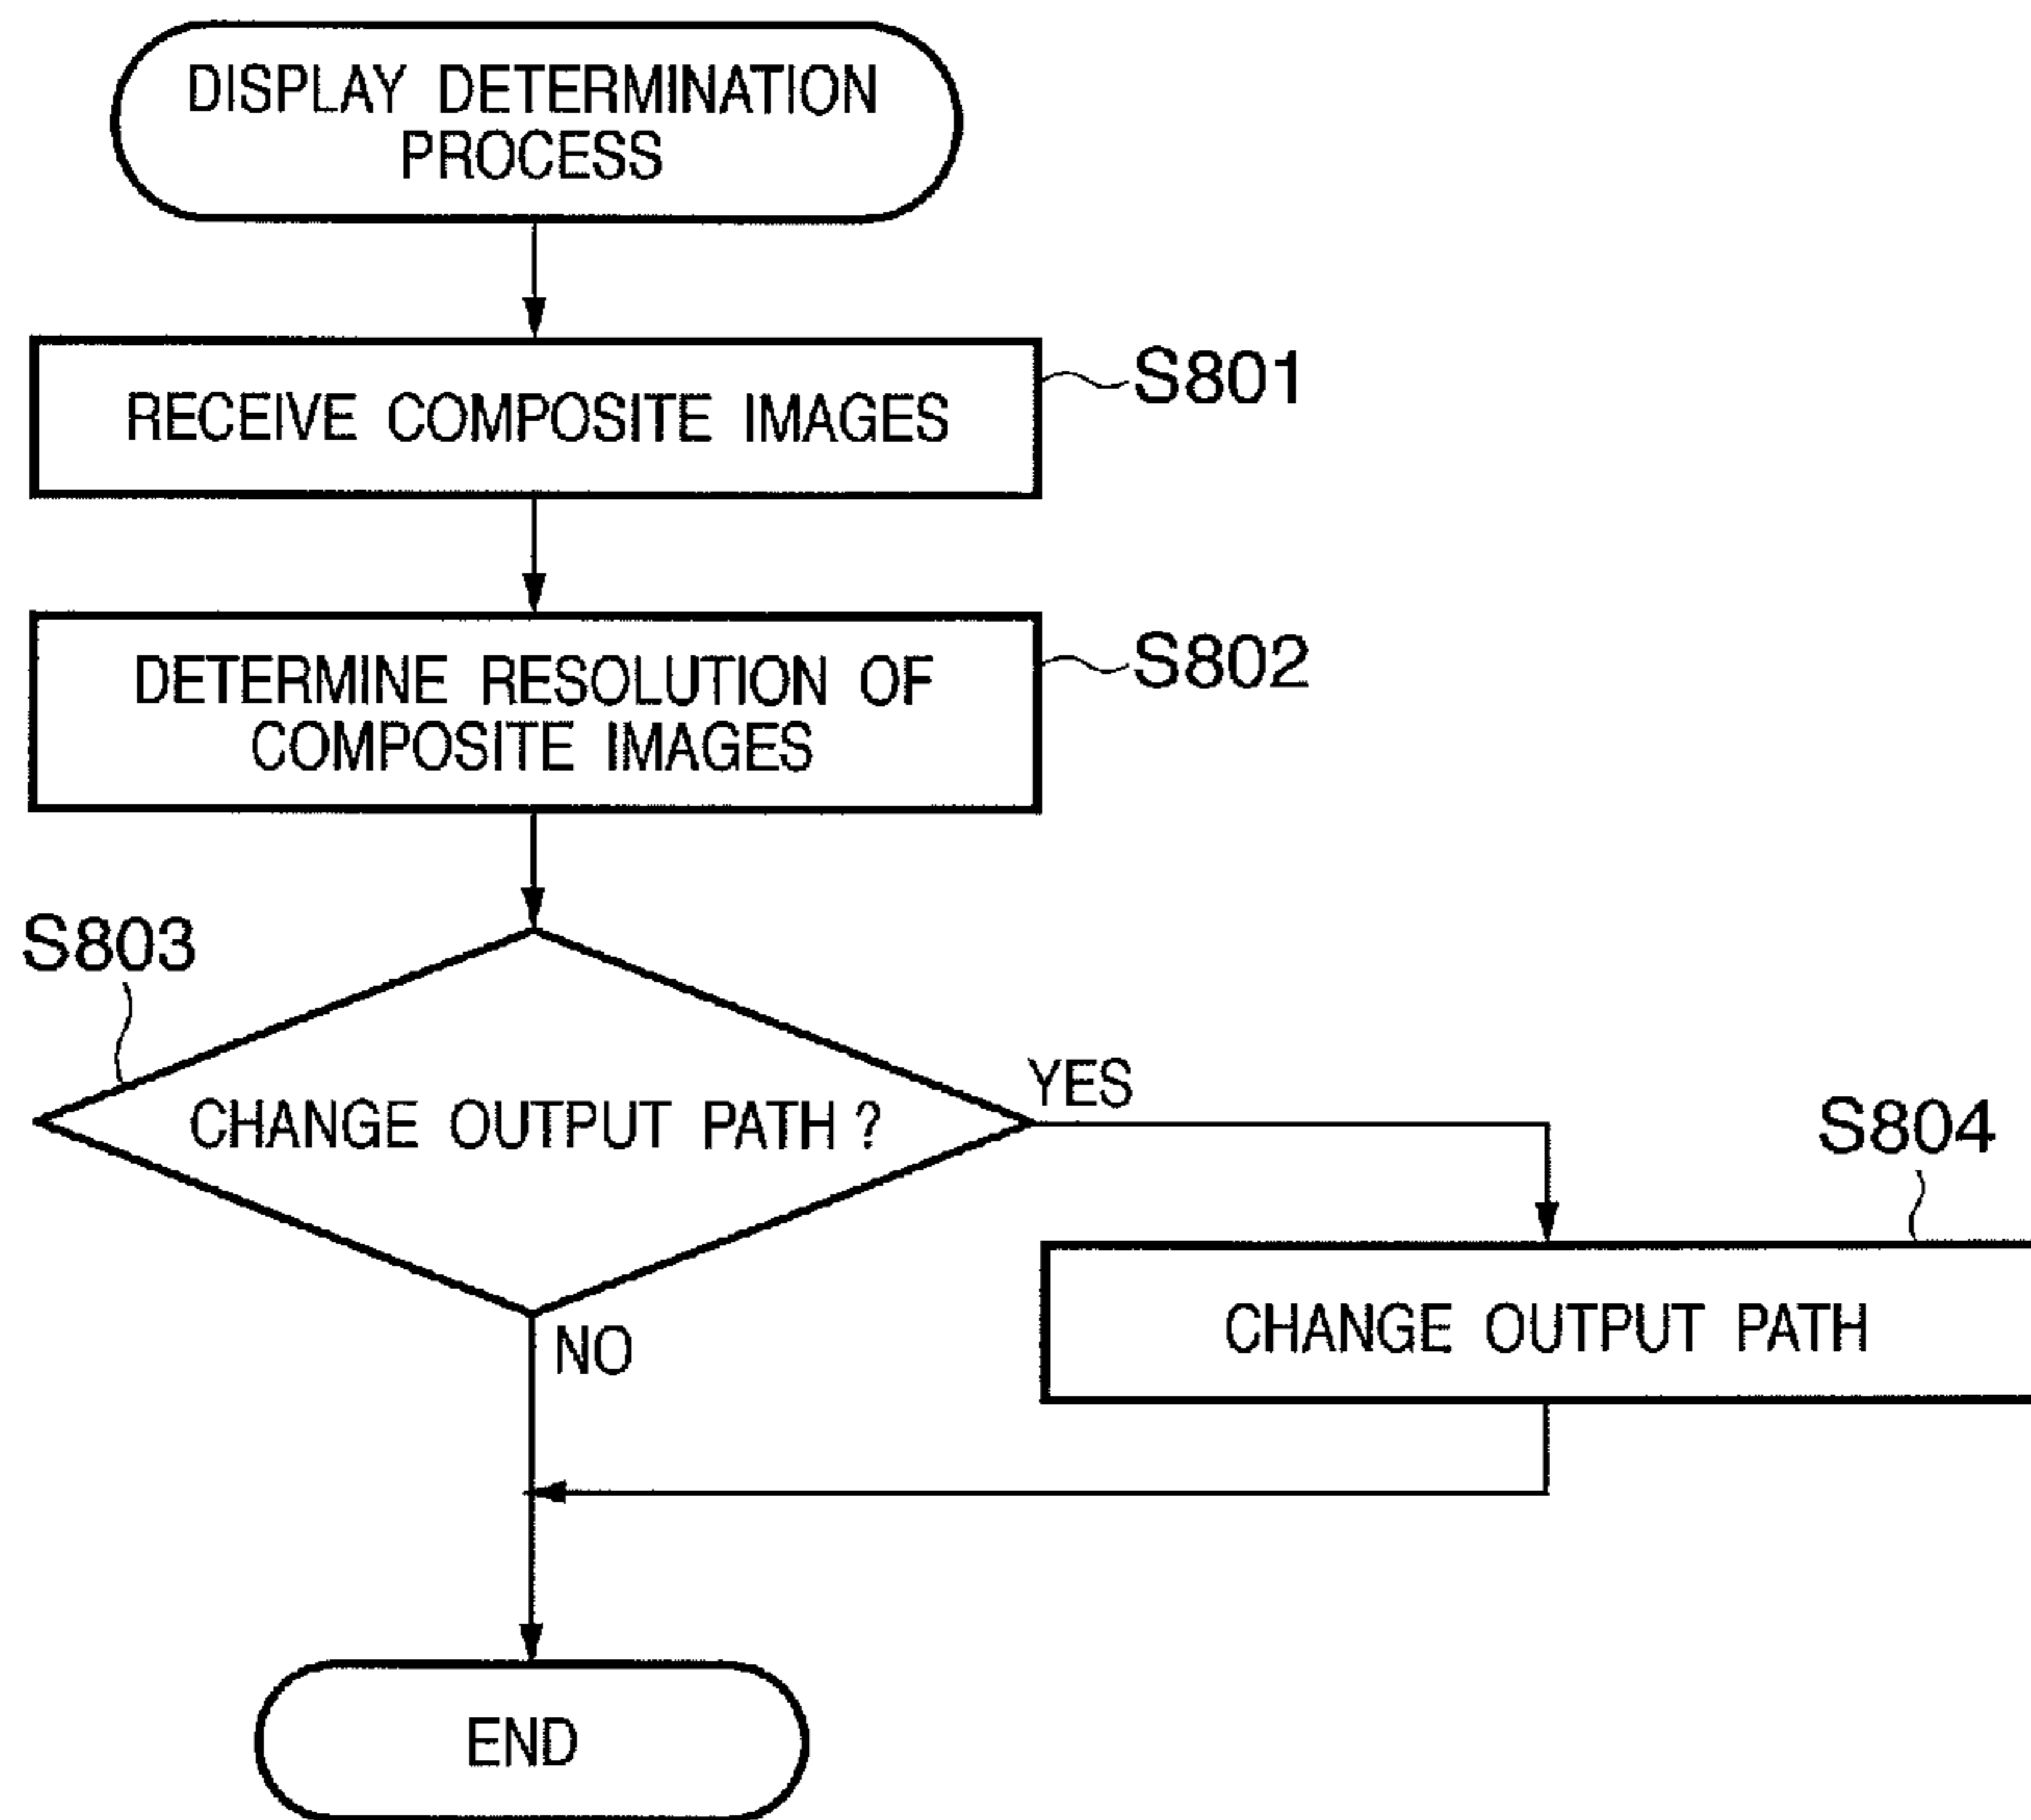 DISPLAY DETERMINATION
PROCESS
RECEIVE COMPOSITE IMAGES
S801
DETERMINE RESOLUTION OF
COMPOSITE IMAGES
S802
S803
CHANGE OUTPUT PATH ?
YES
S804
CHANGE OUTPUT PATH
NO
END